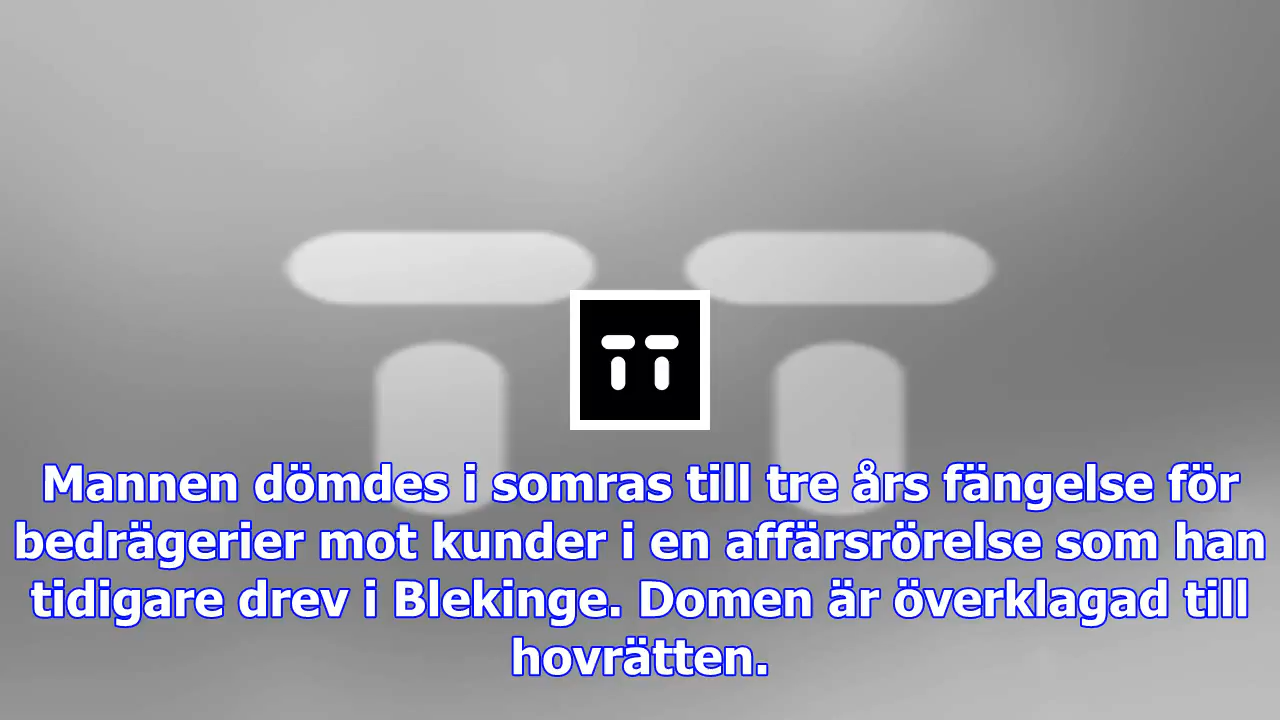 Mannen dömdes i somras till tre års fängelse för
bedrägerier mot kunder i en affärsrörelse som han
tidigare drev i Blekinge. Domen är överklagad till
hovrätten.